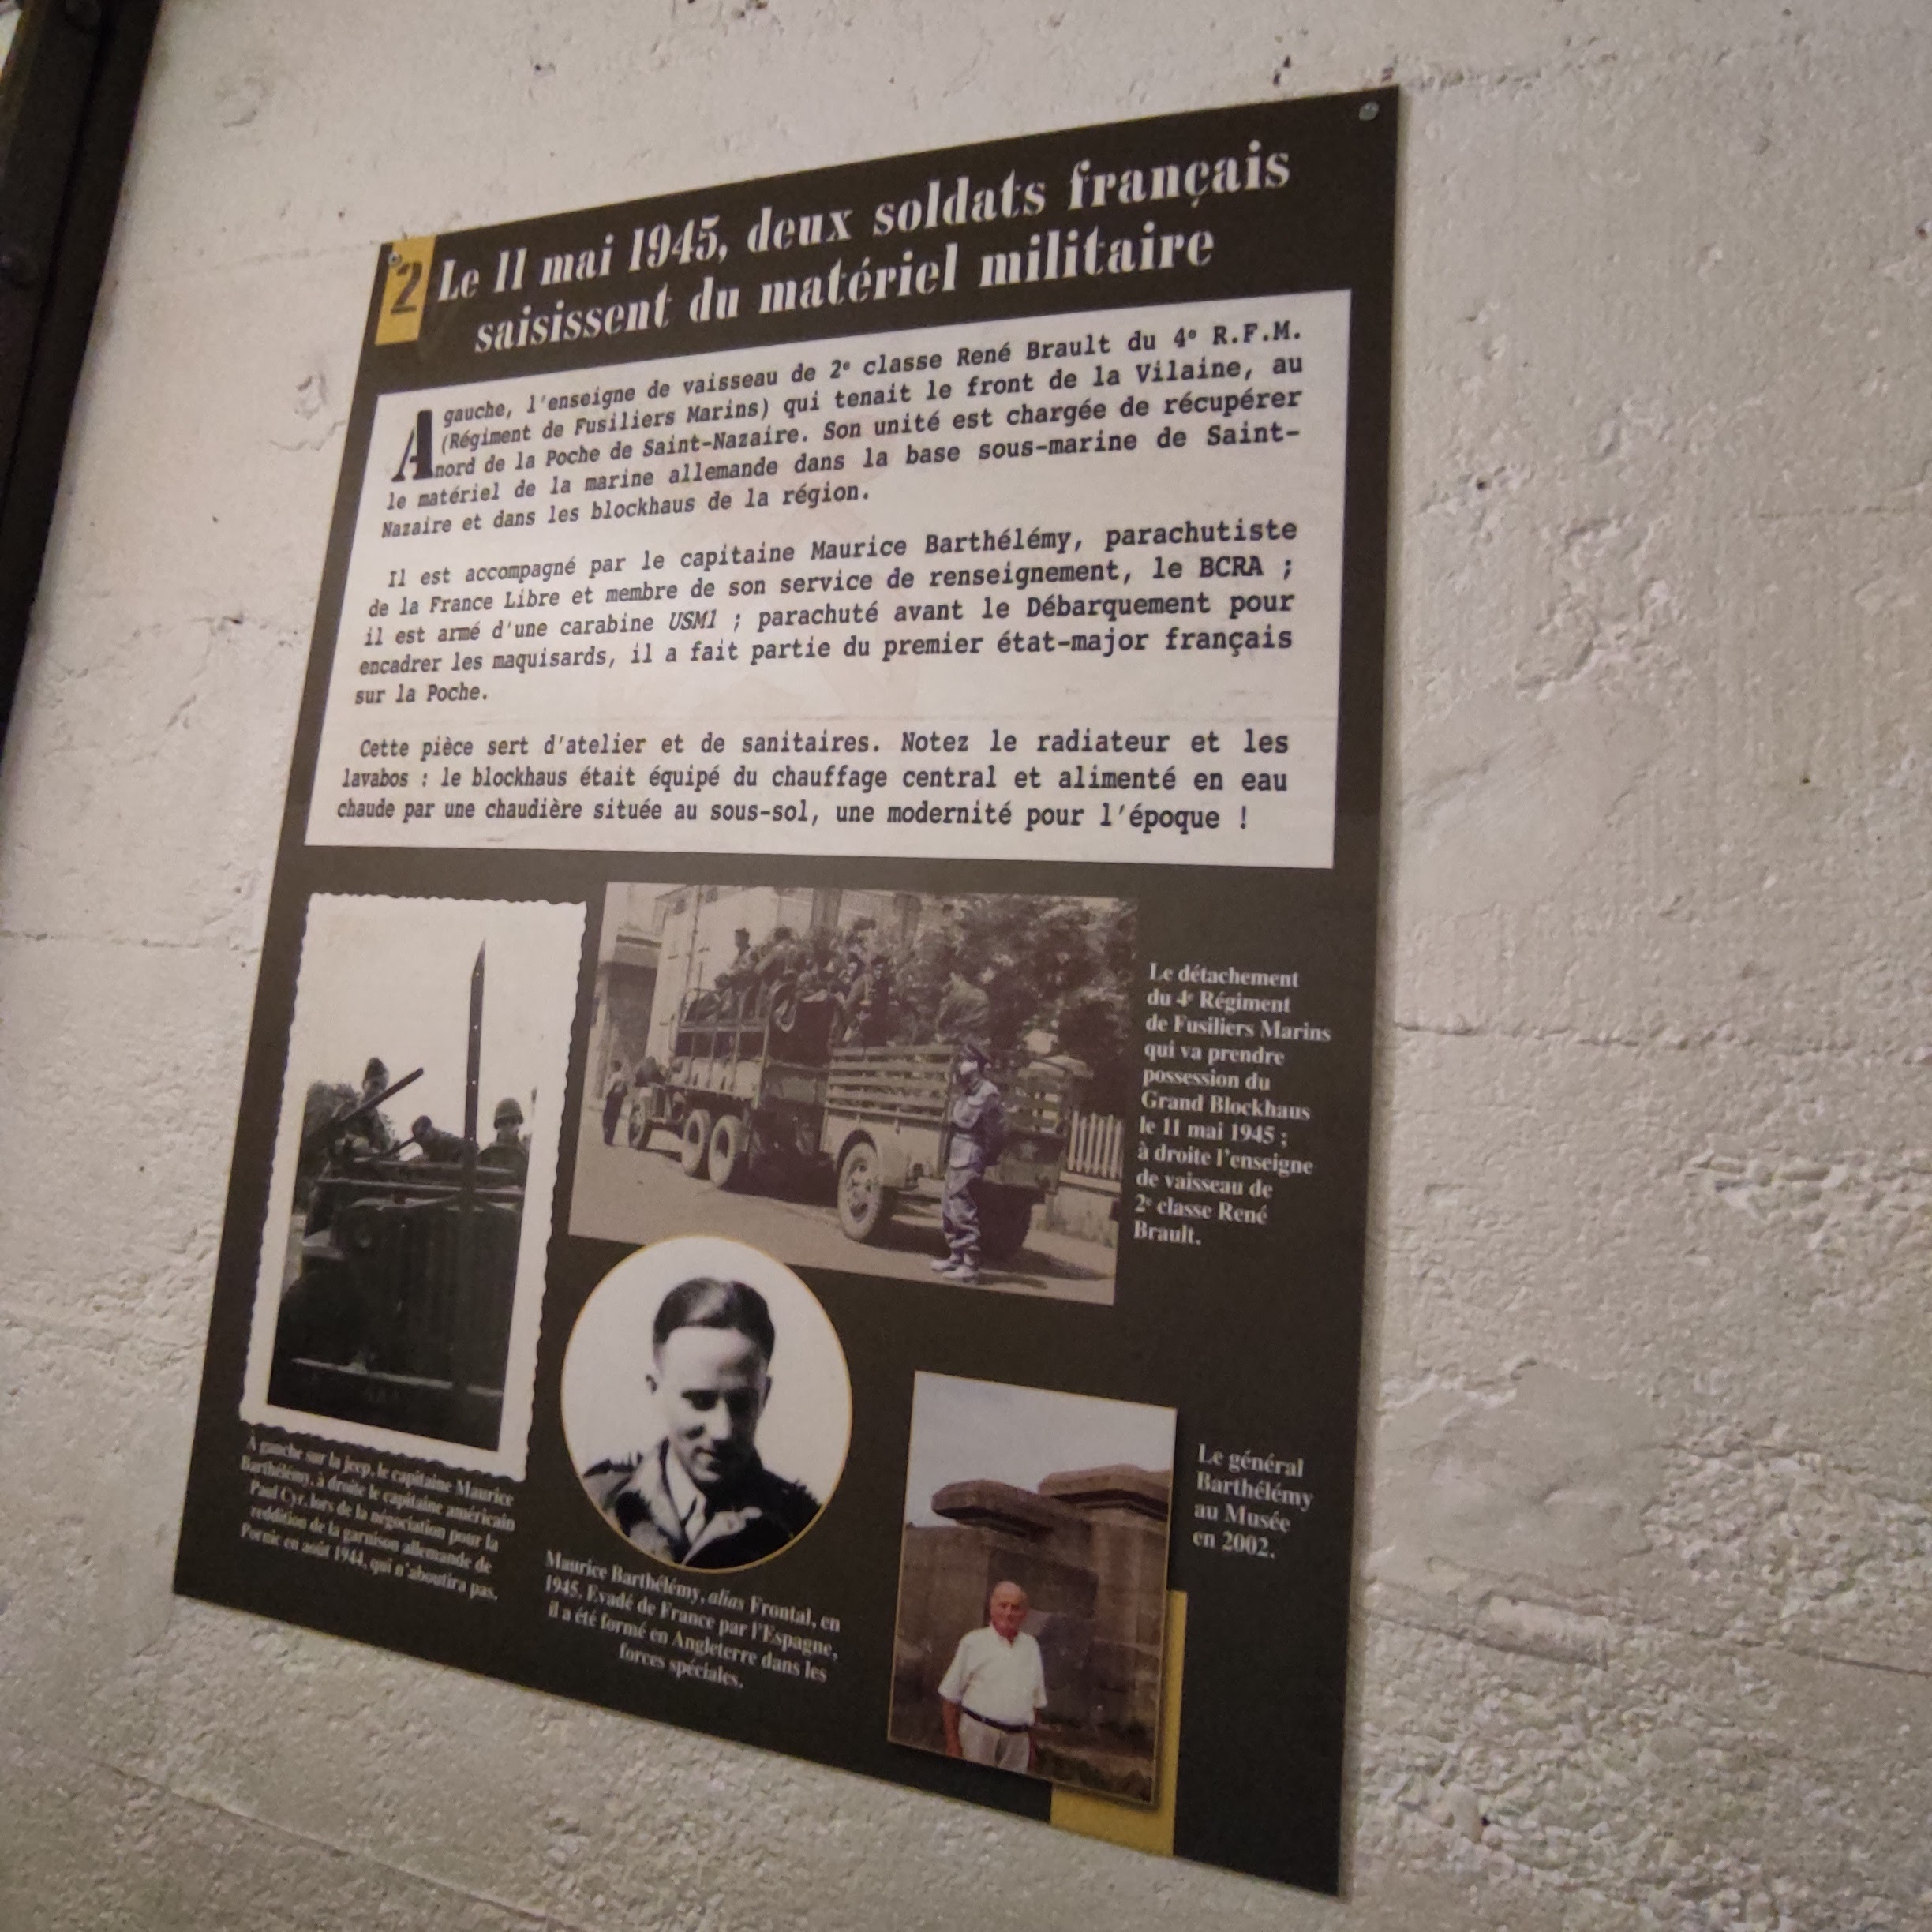 2
Le 11 mai 1945, deux soldats français
saisissent du matériel militaire
A gauche, l'enseigne de vaisseau de 2e classe René Brault du 4e R.F.M.
(Régiment de Fusiliers Marins) qui tenait le front de la Vilaine, au
nord de la Poche de Saint-Nazaire. Son unité est chargée de récupérer
le matériel de la marine allemande dans la base sous-marine de Saint-
Nazaire et dans les blockhaus de la région.
Il est accompagné par le capitaine Maurice Barthélémy, parachutiste
de la France Libre et membre de son service de renseignement, le BCRA ;
il est armé d'une carabine USM1 ; parachuté avant le Débarquement pour
encadrer les maquisards, il a fait partie du premier état-major français
sur la Poche.
Cette pièce sert d'atelier et de sanitaires. Notez le radiateur et les
lavabos : le blockhaus était équipé du chauffage central et alimenté en eau
chaude par une chaudière située au sous-sol, une modernité pour l'époque !
Le détachement
du 4e Régiment
de Fusiliers Marins
qui va prendre
possession du
Grand Blockhaus
le 11 mai 1945 ;
à droite l'enseigne
de vaisseau de
2e classe René
Brault.
À gauche sur la jeep, le capitaine Maurice
Barthélémy, à droite le capitaine américain
Paul Cyr, lors de la négociation pour la
reddition de la garnison allemande de
Pornic en août 1944, qui n'aboutira pas.
Maurice Barthélémy, alias Frontal, en
1945. Evadé de France par l'Espagne,
il a été formé en Angleterre dans les
forces spéciales.
Le général
Barthélémy
au Musée
en 2002.